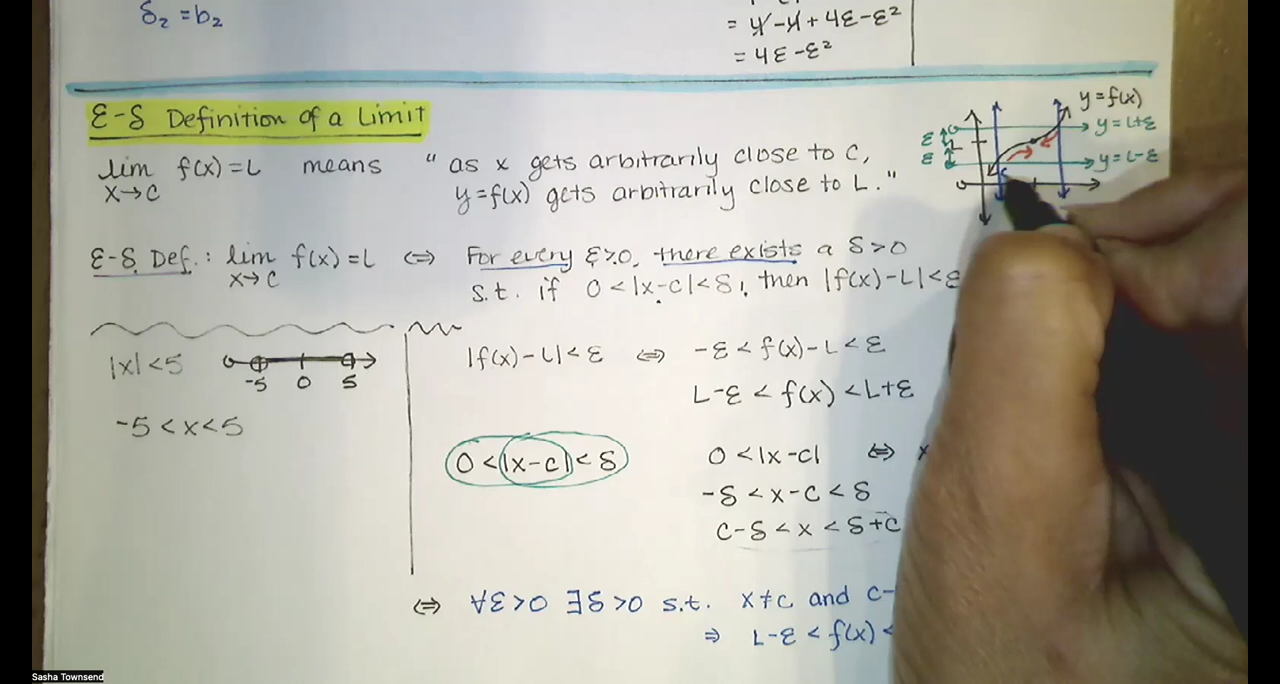 δ₂ = b₂
= 4 - 4 + 4ε - ε²
= 4ε - ε²
ε-δ Definition of a Limit
lim f(x) = L means " as x gets arbitrarily close to c,
x→c y = f(x) gets arbitrarily close to L. "
y = f(x)
y = L+ε
y = L-ε
ε
L
ε
ε-δ Def.: lim f(x) = L ⇔ For every ε>0, there exists a δ>0
x→c s.t. if 0<|x-c|<δ, then |f(x)-L|<ε
|x|<5
-5 0 5
-5 < x < 5
|f(x)-L|<ε ⇔ -ε < f(x)-L < ε
L-ε < f(x) < L+ε
0 < |x-c| < δ
0 < |x-c| ⇔ x
-δ < x-c < δ
c-δ < x < δ+c
⇔ ∀ε>0 ∃δ>0 s.t. x≠c and c-
⇒ L-ε < f(x) <
Sasha Townsend